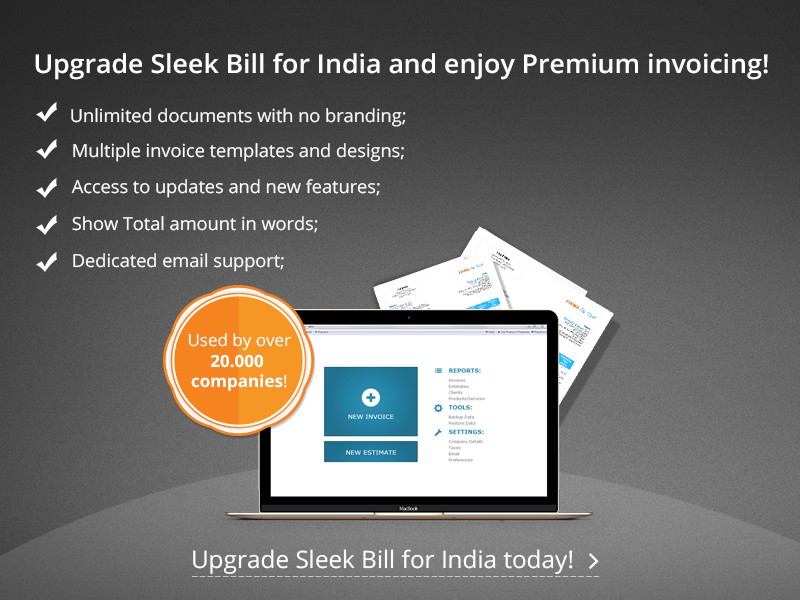 Upgrade Sleek Bill for India and enjoy Premium invoicing!
Unlimited documents with no branding;
Multiple invoice templates and designs;
Access to updates and new features;
Show Total amount in words;
Dedicated email support;
Used by over
20.000
companies!
NEW INVOICE
NEW ESTIMATE
REPORTS:
Invoices
Estimates
Clients
Products/Services
TOOLS:
Backup Data
Restore Data
SETTINGS:
Company Details
Taxes
Email
Preferences
MacBook
Upgrade Sleek Bill for India today!